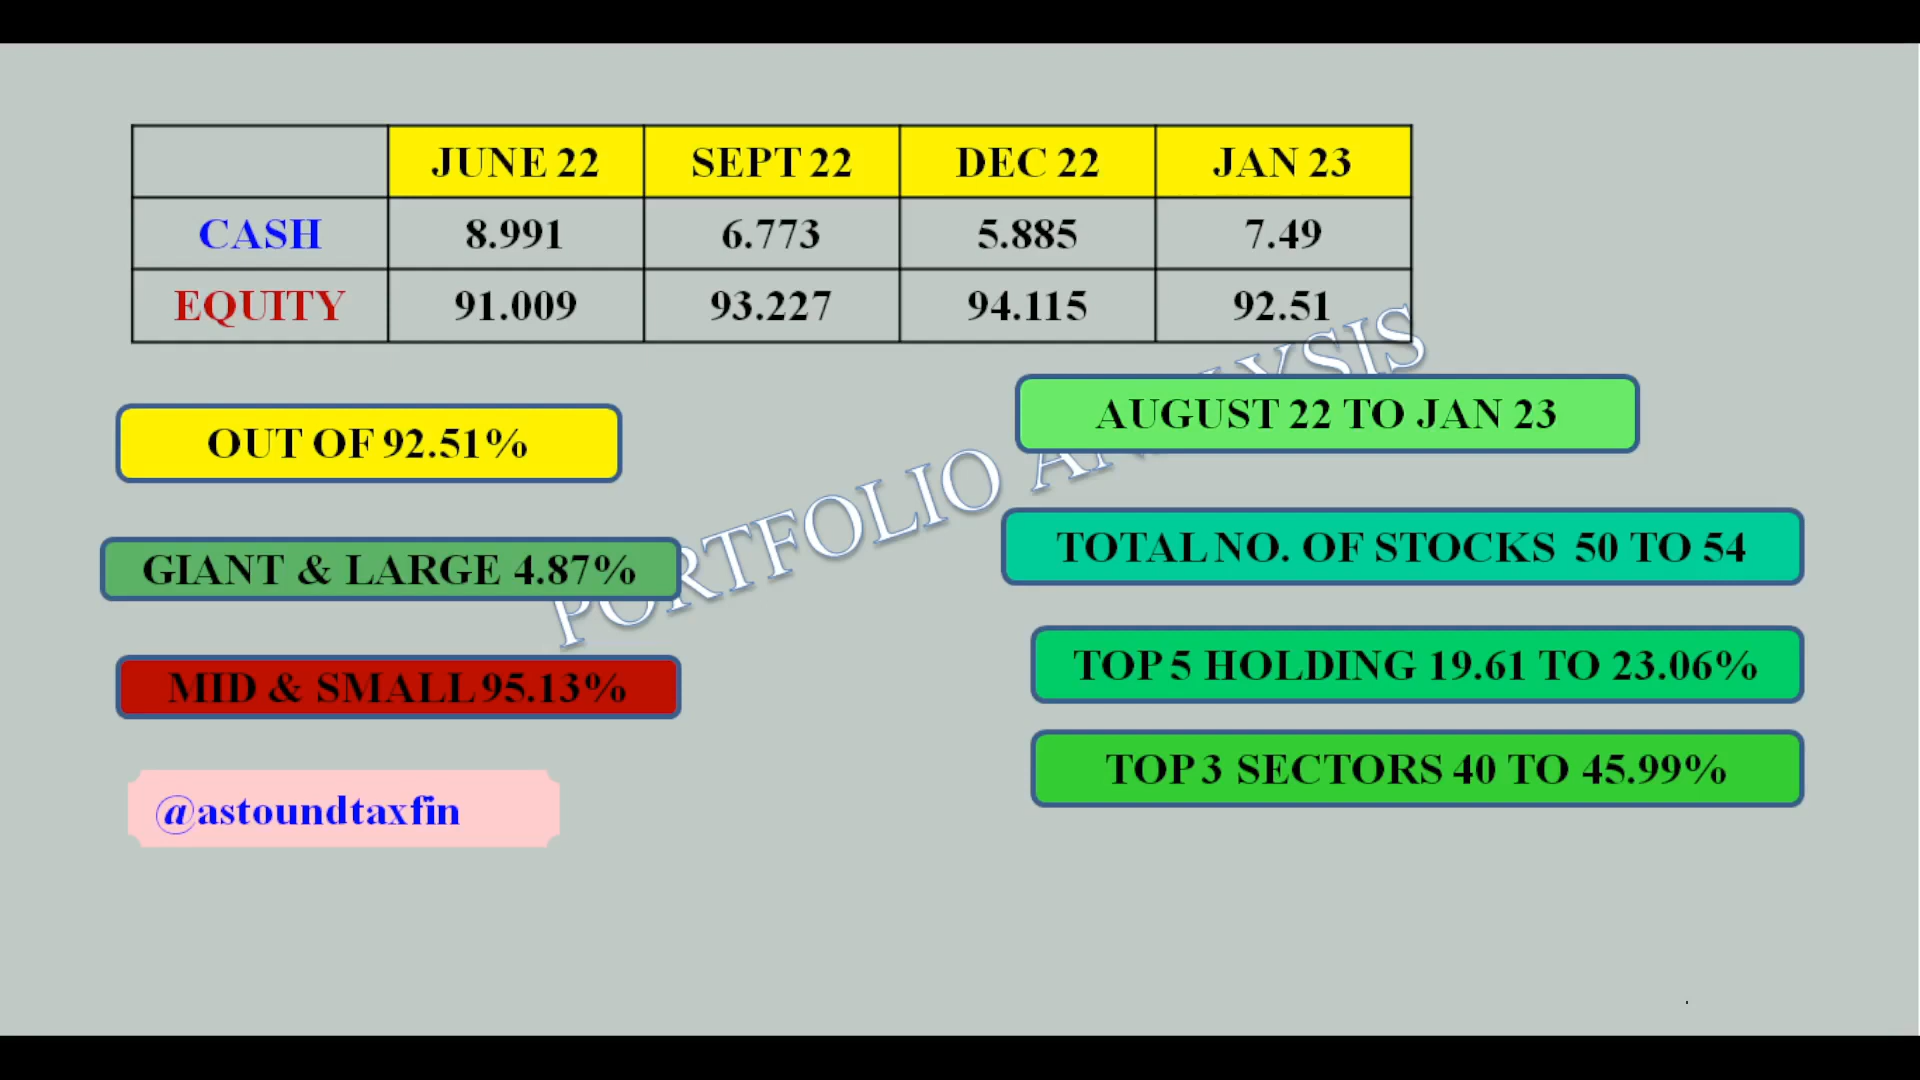 JUNE 22 SEPT 22 DEC 22 JAN 23
CASH 8.991 6.773 5.885 7.49
EQUITY 91.009 93.227 94.115 92.51
PORTFOLIO ANALYSIS
OUT OF 92.51%
GIANT & LARGE 4.87%
MID & SMALL 95.13%
@astoundtaxfin
AUGUST 22 TO JAN 23
TOTAL NO. OF STOCKS 50 TO 54
TOP 5 HOLDING 19.61 TO 23.06%
TOP 3 SECTORS 40 TO 45.99%